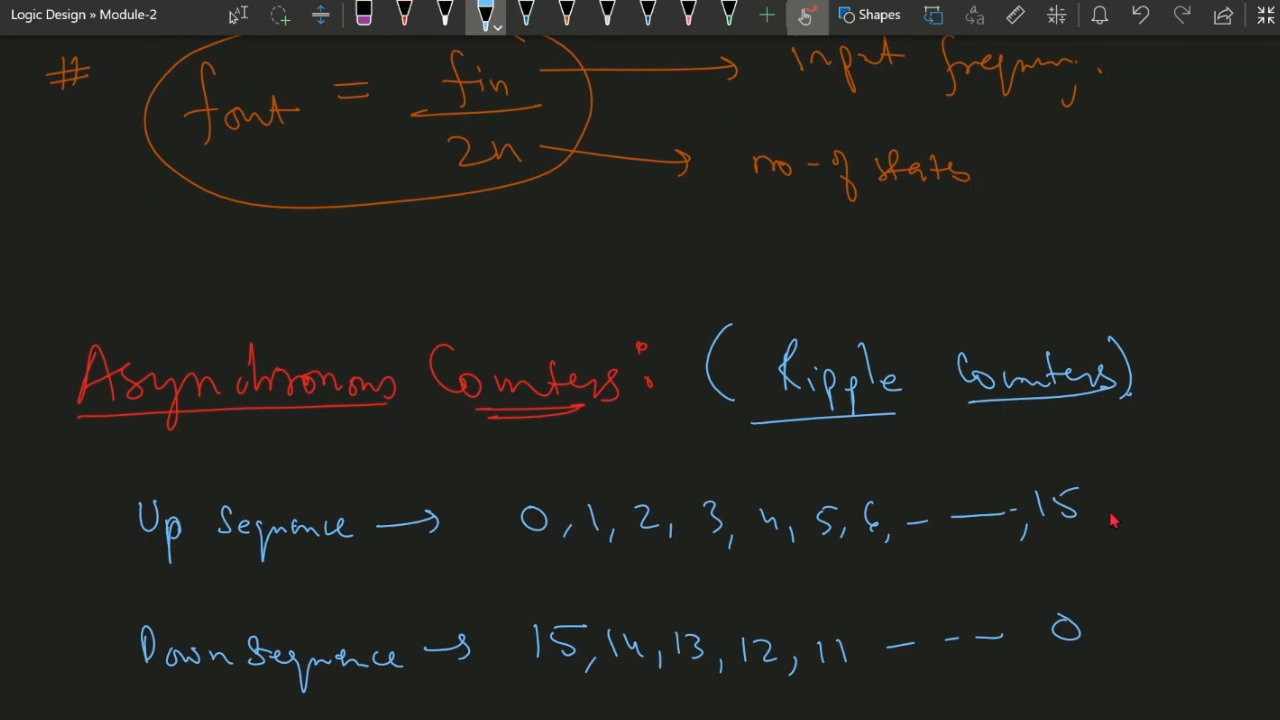 Logic Design » Module-2
Shapes
# fout = fin / 2n
input frequency.
no-of states
Asynchronous Counters: (Ripple Counters)
Up Sequence → 0, 1, 2, 3, 4, 5, 6, - — - , 15
Down Sequence → 15, 14, 13, 12, 11 - - - - 0